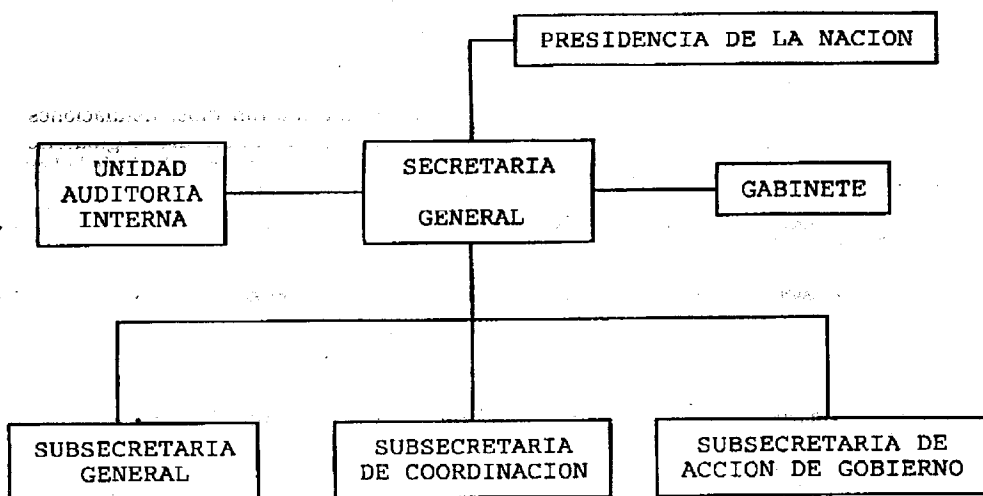 PRESIDENCIA DE LA NACION
UNIDAD
AUDITORIA
INTERNA
SECRETARIA
GENERAL
GABINETE
SUBSECRETARIA
GENERAL
SUBSECRETARIA
DE COORDINACION
SUBSECRETARIA DE
ACCION DE GOBIERNO